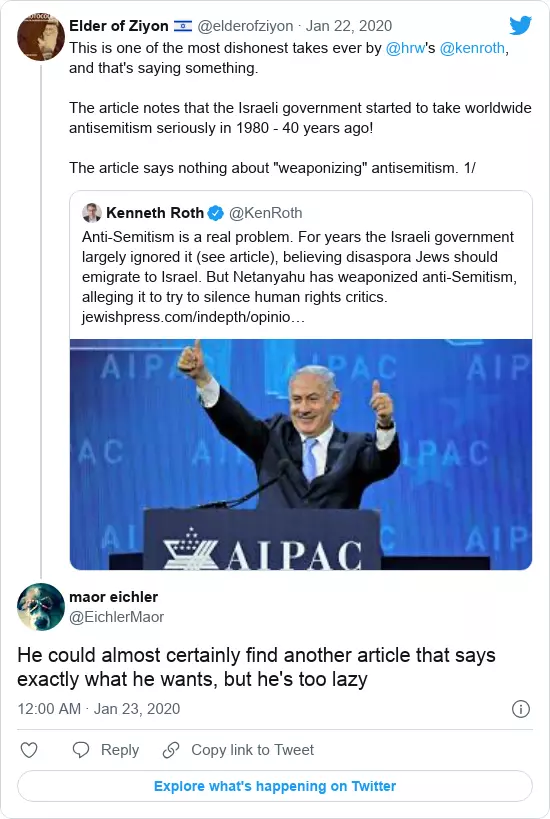 Elder of Ziyon 🇮🇱 @elderofziyon · Jan 22, 2020
This is one of the most dishonest takes ever by @hrw's @kenroth,
and that's saying something.
The article notes that the Israeli government started to take worldwide
antisemitism seriously in 1980 - 40 years ago!
The article says nothing about "weaponizing" antisemitism. 1/
Kenneth Roth @KenRoth
Anti-Semitism is a real problem. For years the Israeli government
largely ignored it (see article), believing disaspora Jews should
emigrate to Israel. But Netanyahu has weaponized anti-Semitism,
alleging it to try to silence human rights critics.
jewishpress.com/indepth/opinio…
AIPAC
maor eichler
@EichlerMaor
He could almost certainly find another article that says
exactly what he wants, but he's too lazy
12:00 AM · Jan 23, 2020
Reply
Copy link to Tweet
Explore what's happening on Twitter